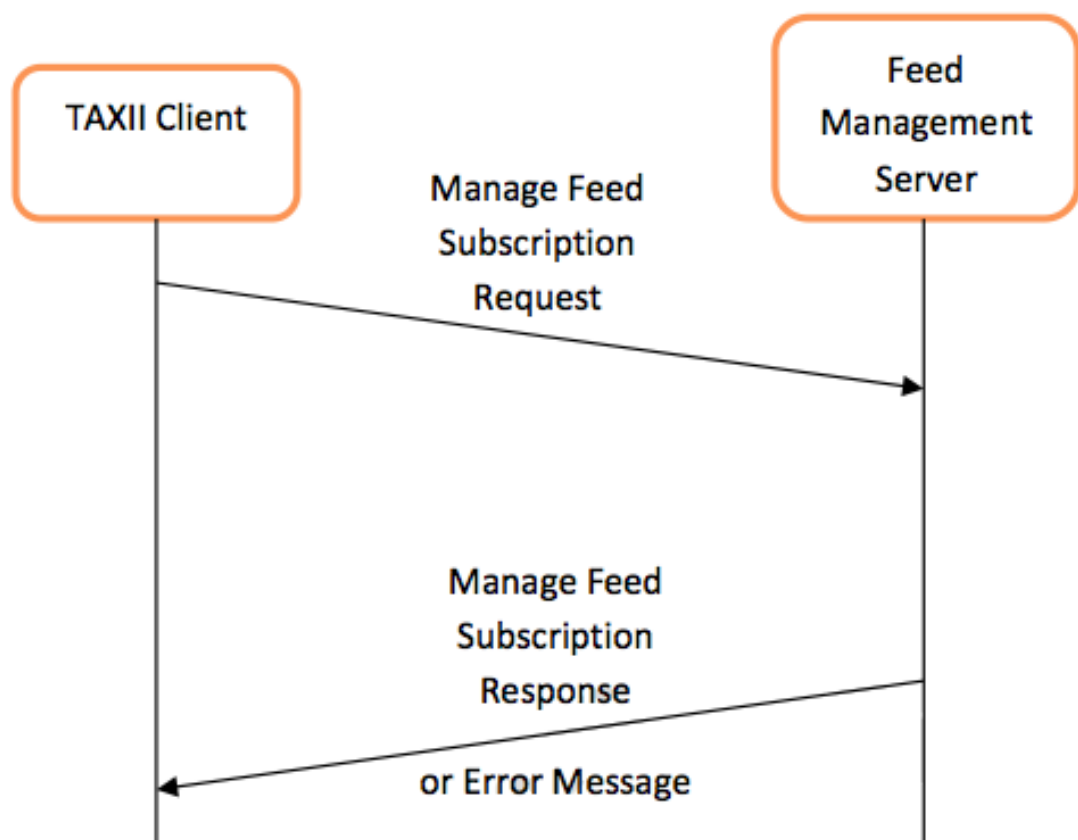 TAXII Client
Feed
Management
Server
Manage Feed
Subscription
Request
Manage Feed
Subscription
Response
or Error Message